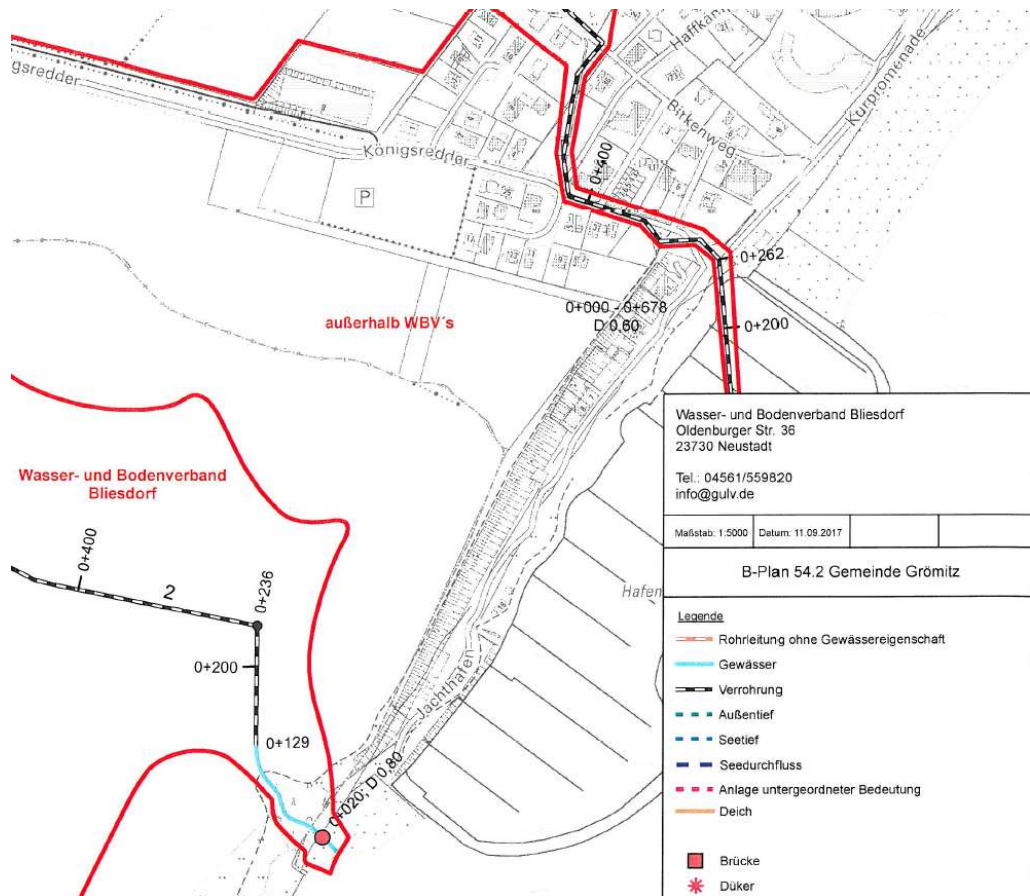 gsredder
Königsredder
P
Haffkam
Birkenweg
Kurpromenade
0+400
0+262
0+200
0+000 - 0+678
D 0,60
außerhalb WBV´s
Wasser- und Bodenverband
Bliesdorf
0+400
2
0+236
0+200
0+129
0+020; D 0,80
Jachthafen
Hafen
Wasser- und Bodenverband Bliesdorf
Oldenburger Str. 36
23730 Neustadt
Tel.: 04561/559820
info@gulv.de
Maßstab: 1:5000
Datum: 11.09.2017
B-Plan 54.2 Gemeinde Grömitz
Legende
Rohrleitung ohne Gewässereigenschaft
Gewässer
Verrohrung
Außentief
Seetief
Seedurchfluss
Anlage untergeordneter Bedeutung
Deich
Brücke
Düker